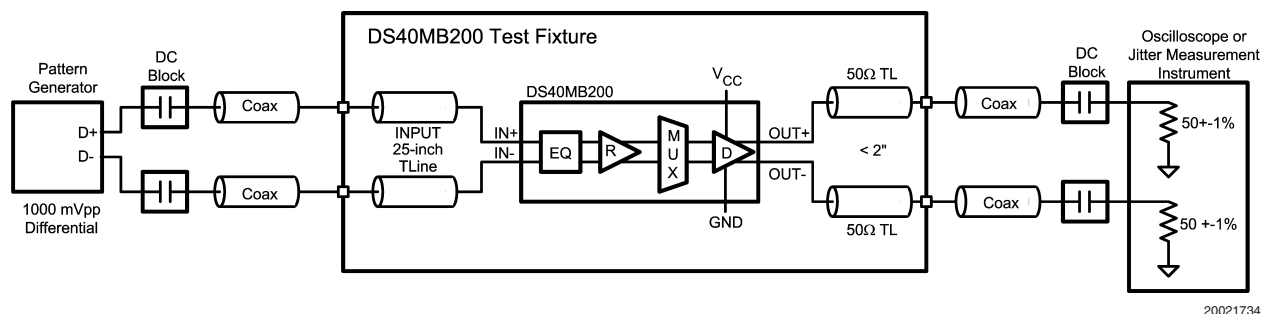 DS40MB200 Test Fixture
Pattern
Generator
D+
D-
1000 mVpp
Differential
DC
Block
Coax
Coax
INPUT
25-inch
TLine
DS40MB200
IN+
IN-
EQ
R
M
U
X
D
VCC
GND
OUT+
OUT-
50Ω TL
< 2"
50Ω TL
Coax
Coax
DC
Block
Oscilloscope or
Jitter Measurement
Instrument
50+-1%
50 +-1%
20021734